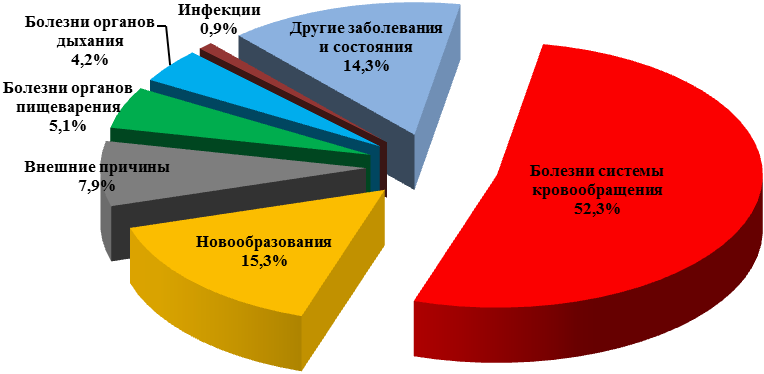 Инфекции
0,9%
Болезни органов
дыхания
4,2%
Другие заболевания
и состояния
14,3%
Болезни органов
пищеварения
5,1%
Внешние причины
7,9%
Болезни системы
кровообращения
52,3%
Новообразования
15,3%